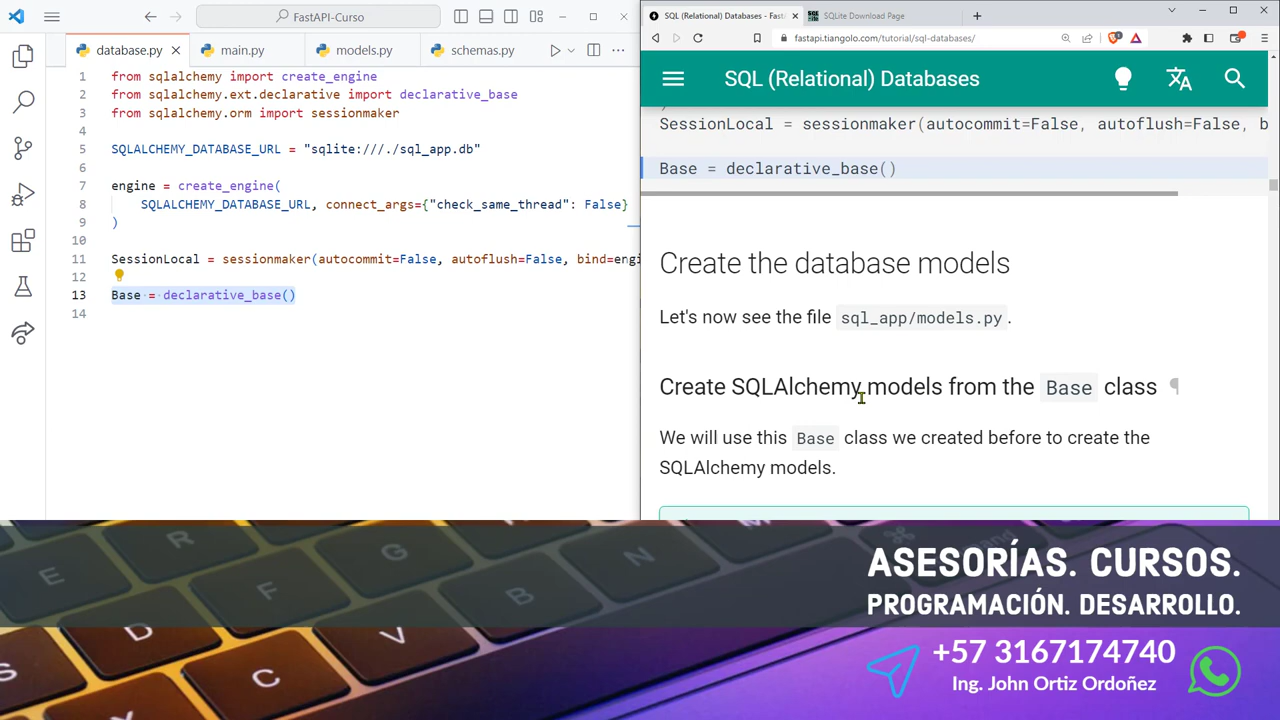 FastAPI-Curso
database.py
main.py
models.py
schemas.py
1 from sqlalchemy import create_engine
2 from sqlalchemy.ext.declarative import declarative_base
3 from sqlalchemy.orm import sessionmaker
4
5 SQLALCHEMY_DATABASE_URL = "sqlite:///./sql_app.db"
6
7 engine = create_engine(
8 SQLALCHEMY_DATABASE_URL, connect_args={"check_same_thread": False}
9 )
10
11 SessionLocal = sessionmaker(autocommit=False, autoflush=False, bind=engi
12
13 Base = declarative_base()
14
SQL (Relational) Databases - Fast
SQLite Download Page
fastapi.tiangolo.com/tutorial/sql-databases/
SQL (Relational) Databases
)
SessionLocal = sessionmaker(autocommit=False, autoflush=False, b
Base = declarative_base()
Create the database models
Let's now see the file sql_app/models.py.
Create SQLAlchemy models from the Base class ¶
We will use this Base class we created before to create the
SQLAlchemy models.
ASESORÍAS. CURSOS.
PROGRAMACIÓN. DESARROLLO.
+57 3167174740
Ing. John Ortiz Ordoñez